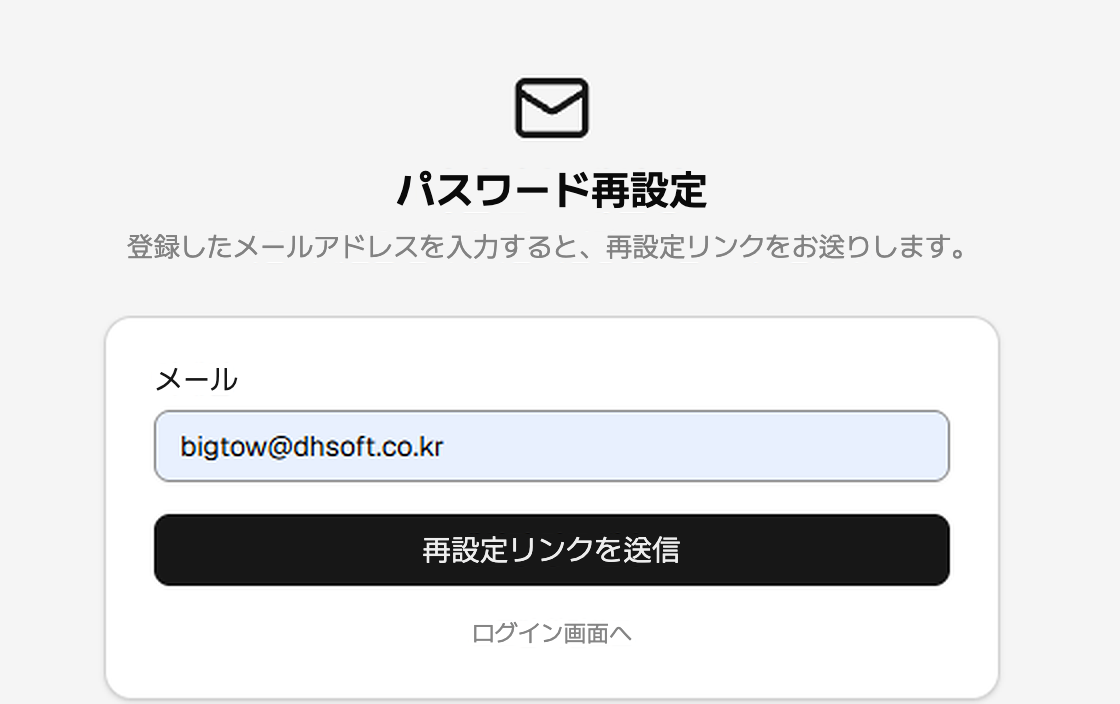 パスワード再設定
登録したメールアドレスを入力すると、再設定リンクをお送りします。
メール
bigtow@dhsoft.co.kr
再設定リンクを送信
ログイン画面へ